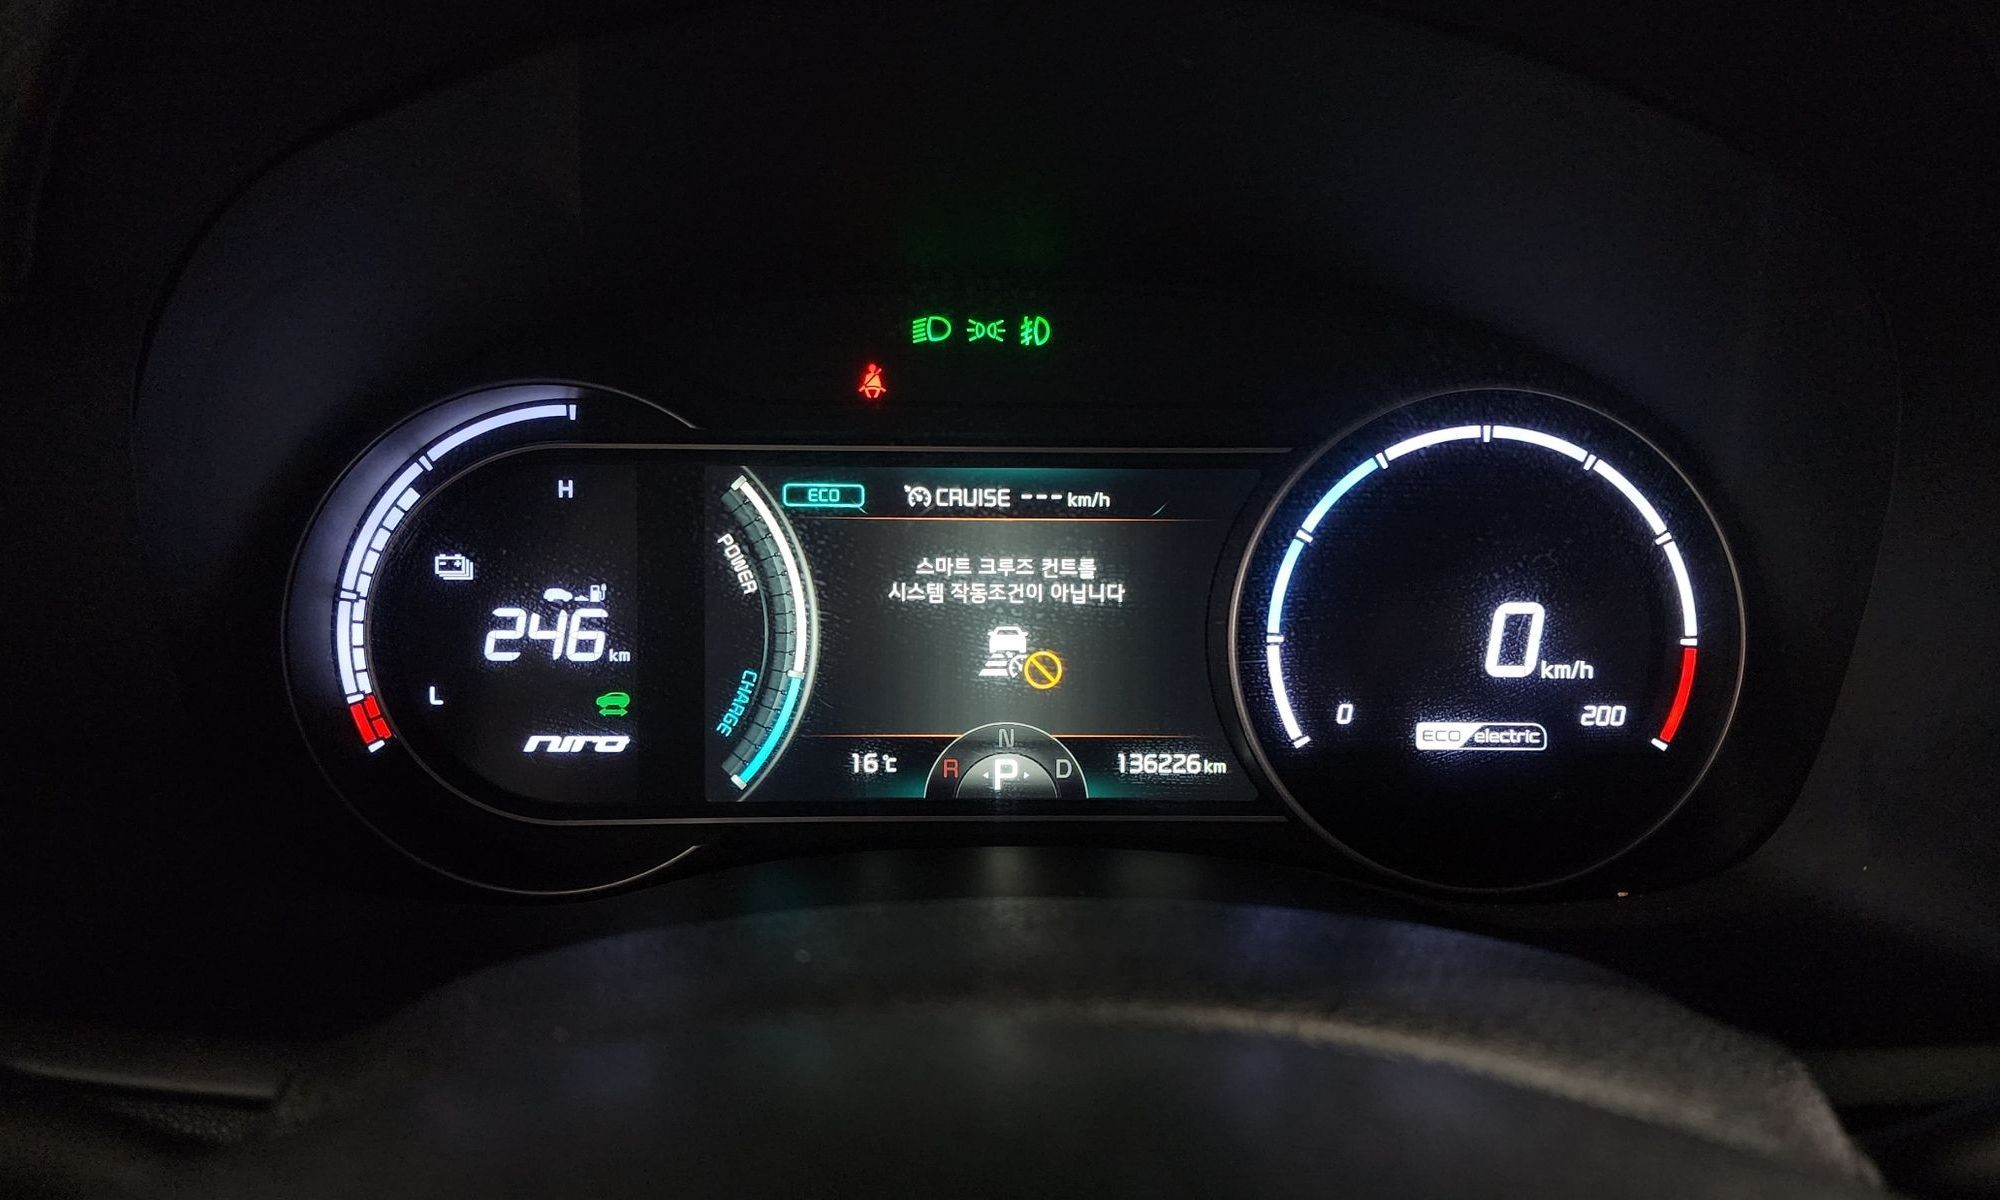 H
246 km
L
niro
POWER
CHARGE
ECO
CRUISE --- km/h
스마트 크루즈 컨트롤
시스템 작동조건이 아닙니다
16℃
N
R P D
136226 km
0 km/h
0
200
ECO electric